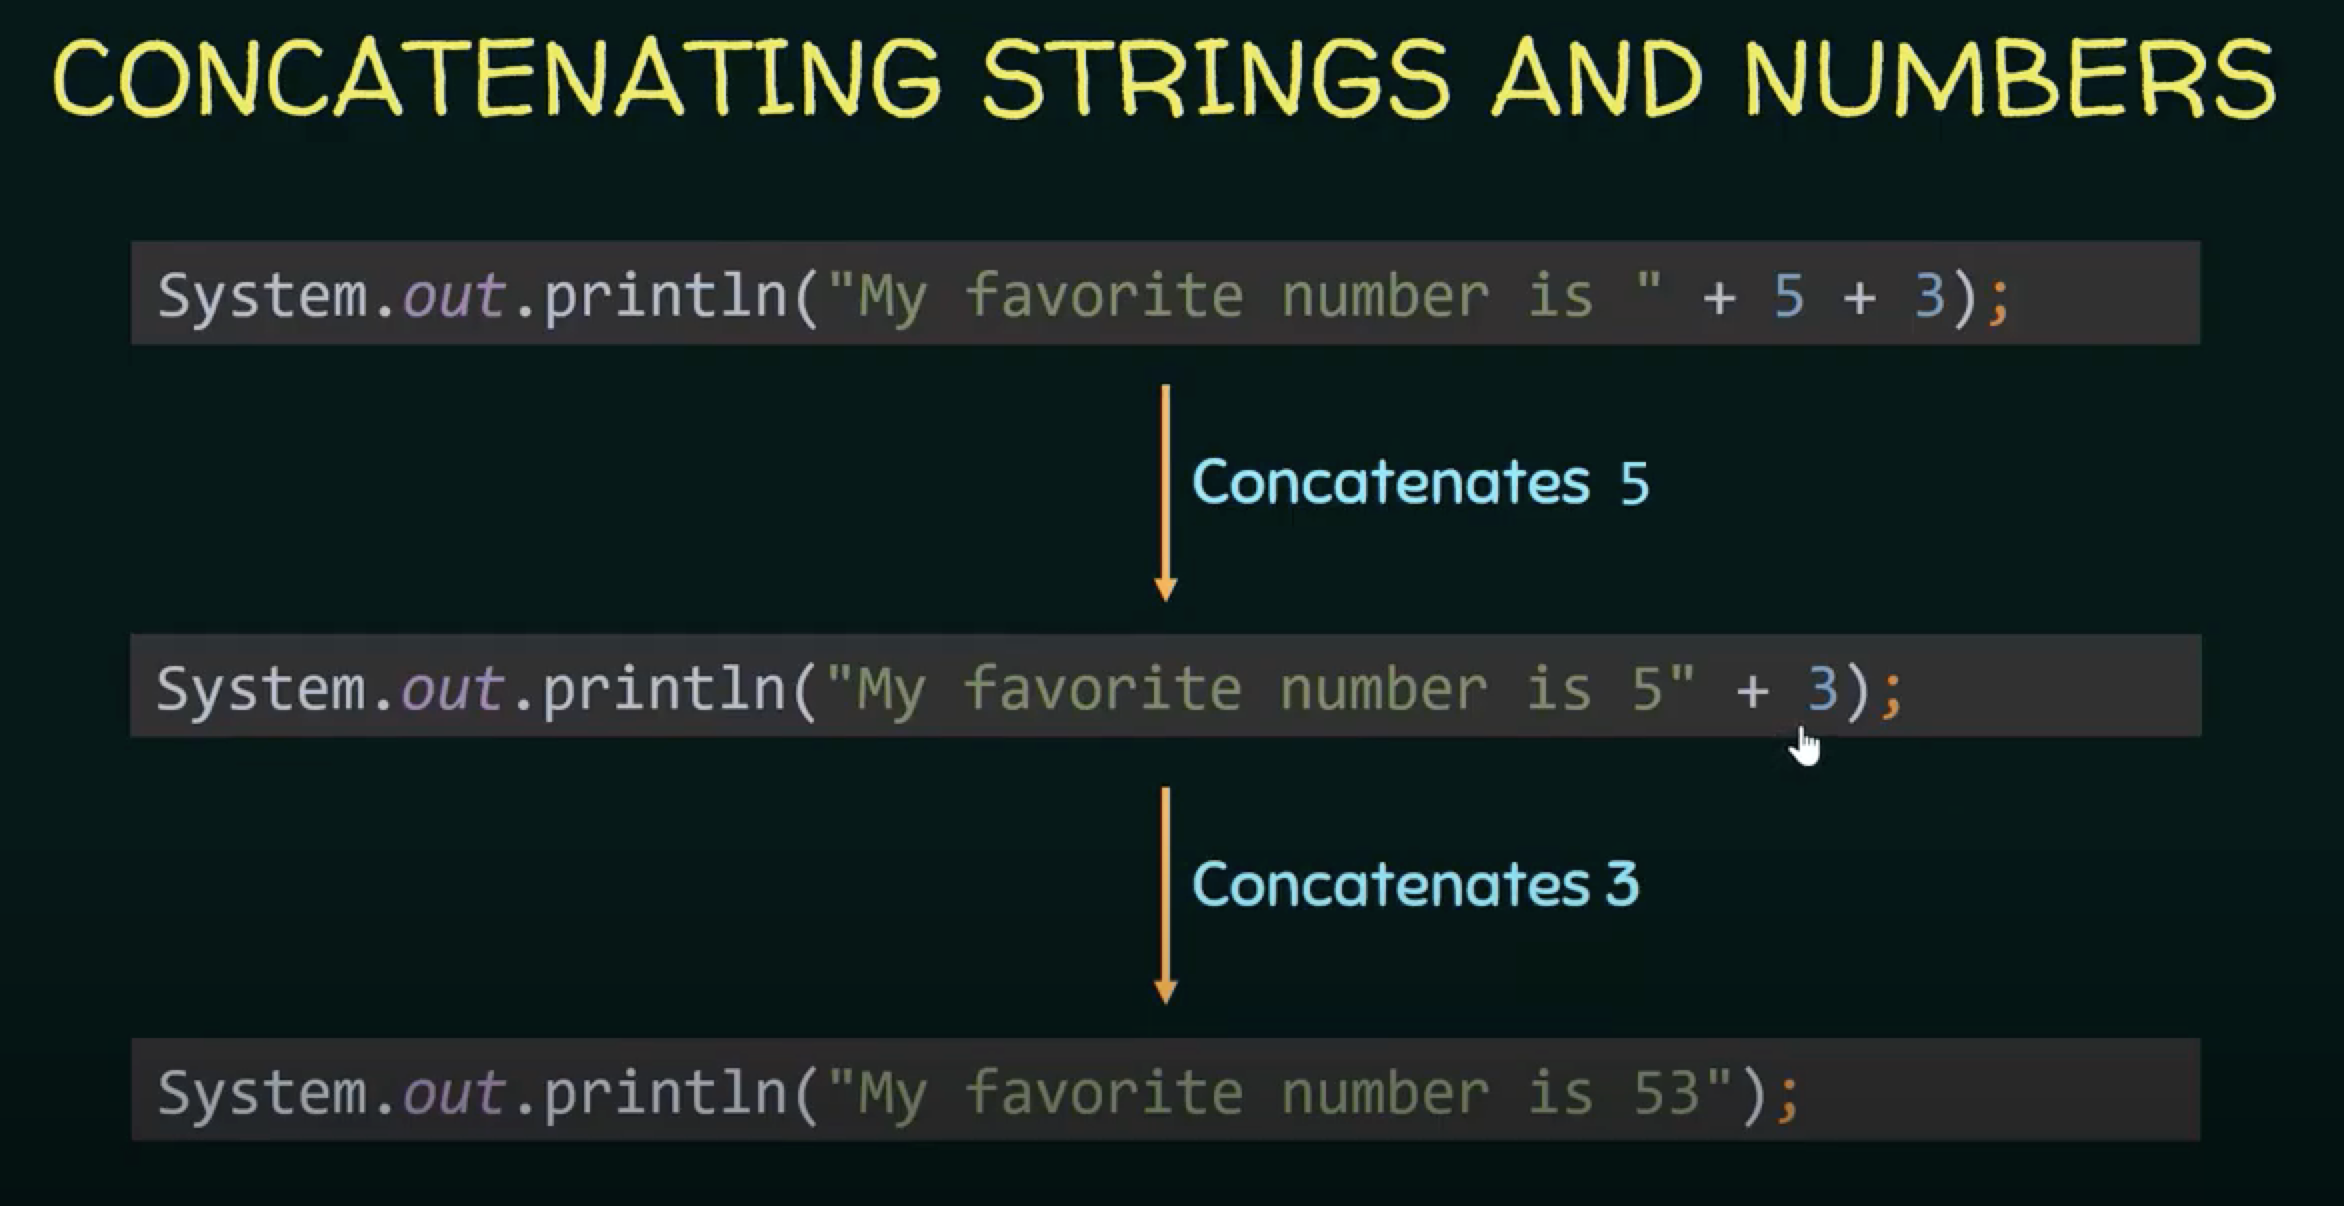 CONCATENATING STRINGS AND NUMBERS
System.out.println("My favorite number is " + 5 + 3);
Concatenates 5
System.out.println("My favorite number is 5" + 3);
Concatenates 3
System.out.println("My favorite number is 53");